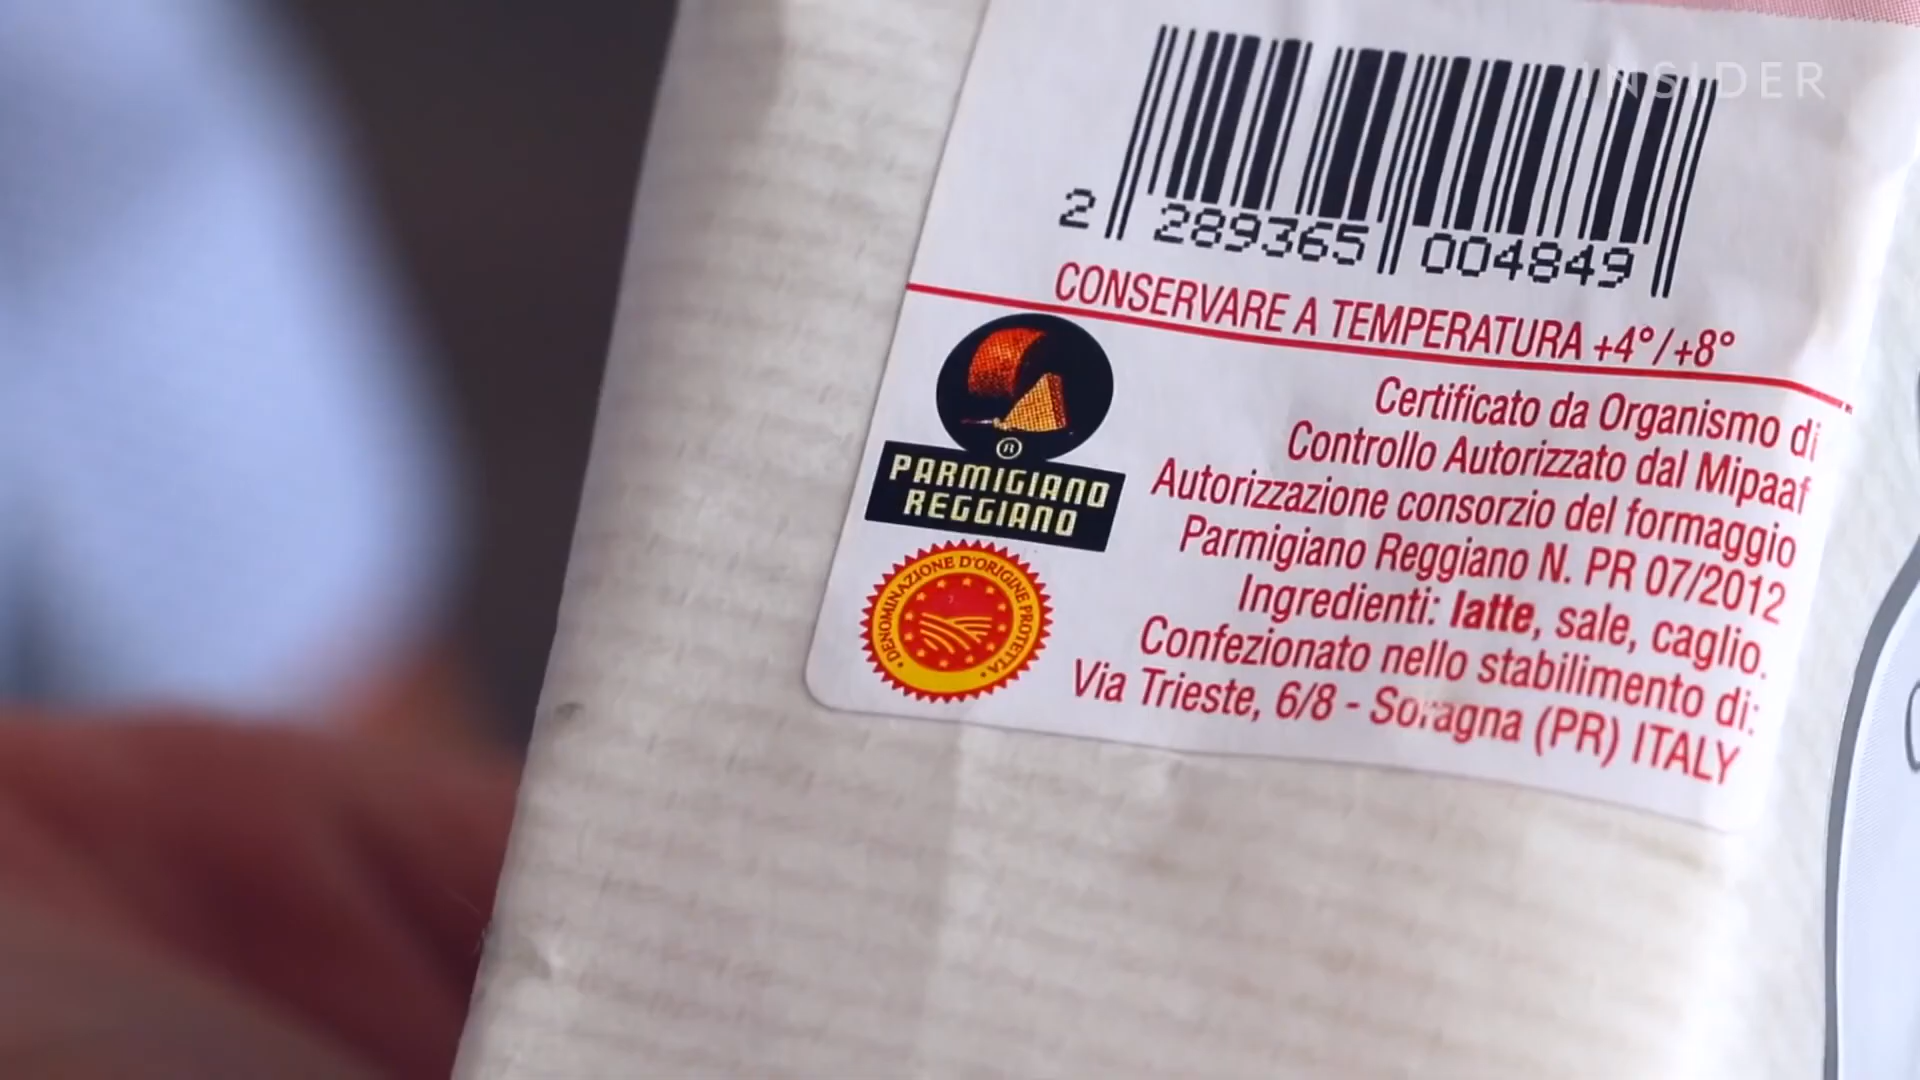 INSIDER
2 289365 004849
CONSERVARE A TEMPERATURA +4°/+8°
PARMIGIANO
REGGIANO
®
DENOMINAZIONE D'ORIGINE PROTETTA
Certificato da Organismo di
Controllo Autorizzato dal Mipaaf
Autorizzazione consorzio del formaggio
Parmigiano Reggiano N. PR 07/2012
Ingredienti: latte, sale, caglio.
Confezionato nello stabilimento di:
Via Trieste, 6/8 - Soragna (PR) ITALY